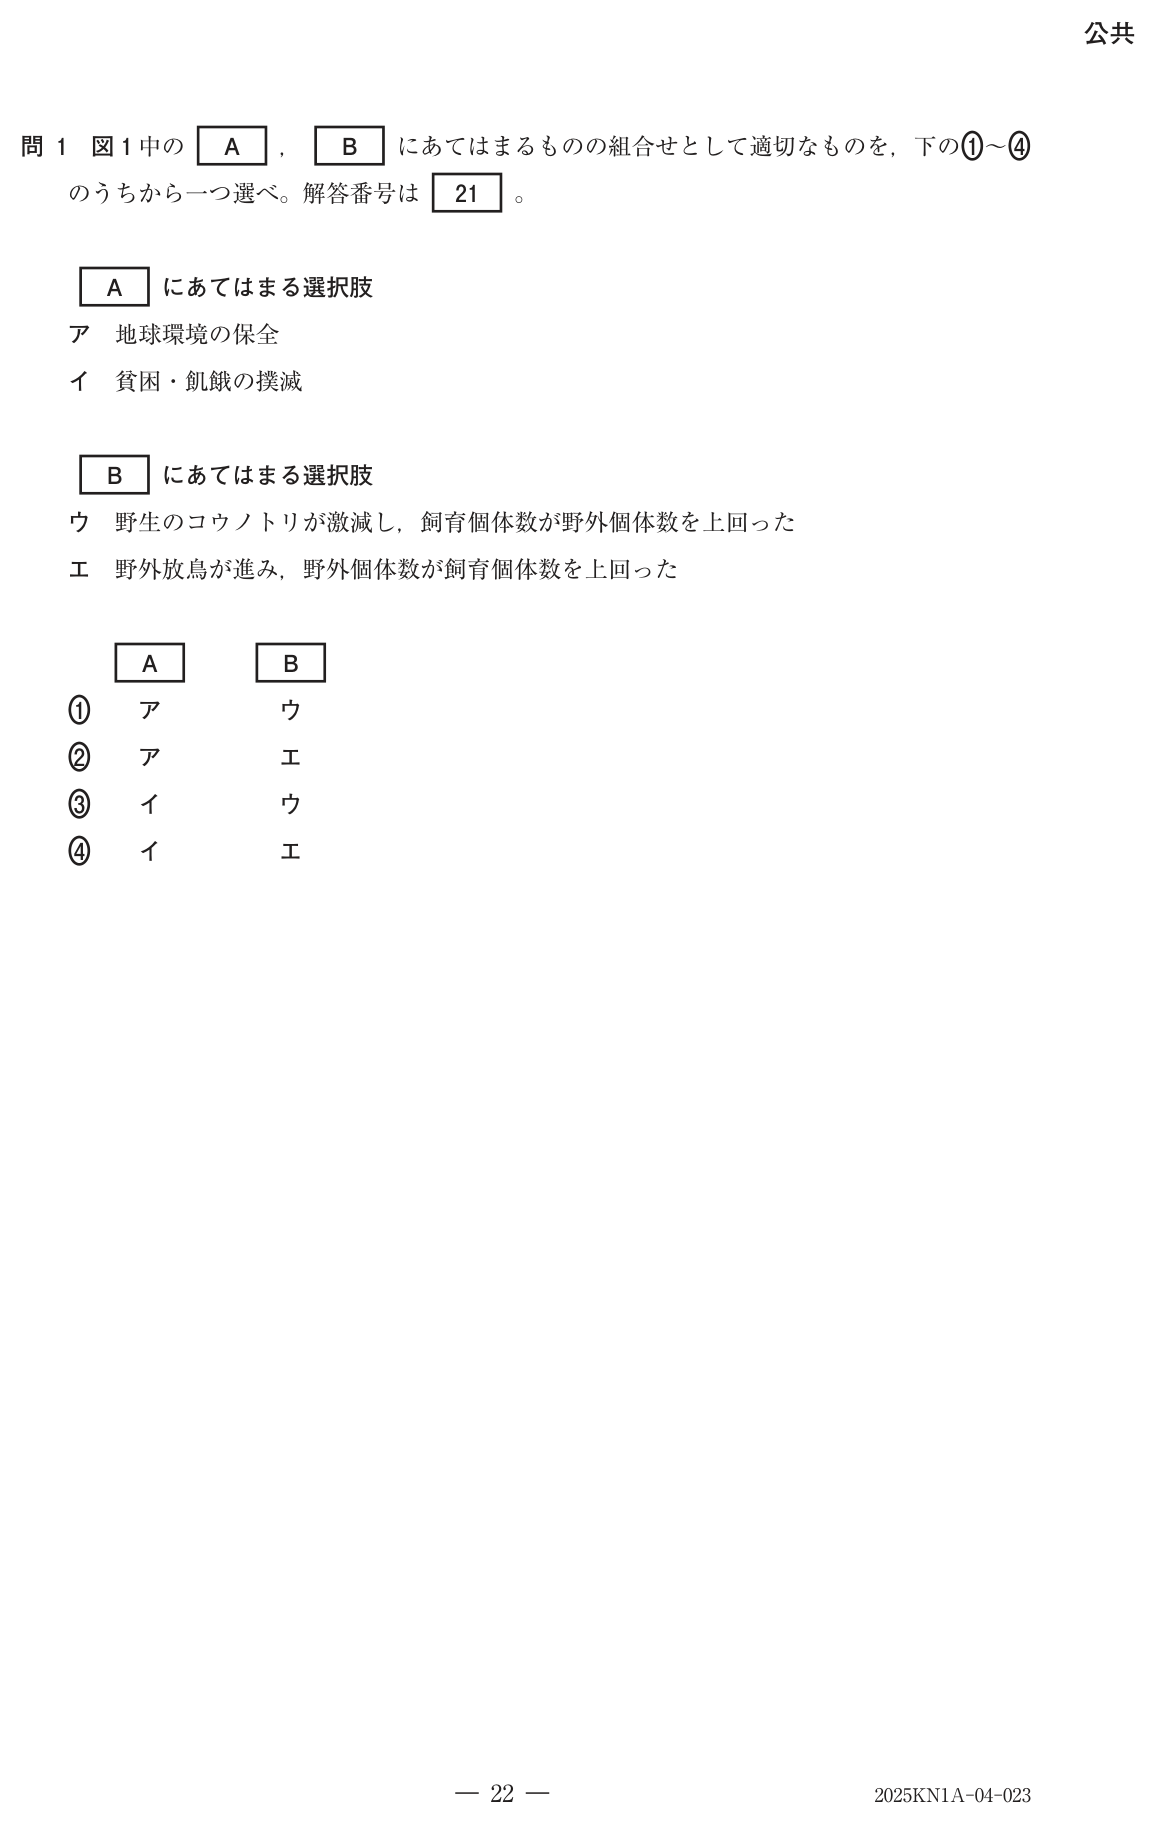 公共
問 1 図1中の A , B にあてはまるものの組合せとして適切なものを，下の①～④
のうちから一つ選べ。解答番号は 21 。
A にあてはまる選択肢
ア 地球環境の保全
イ 貧困・飢餓の撲滅
B にあてはまる選択肢
ウ 野生のコウノトリが激減し，飼育個体数が野外個体数を上回った
エ 野外放鳥が進み，野外個体数が飼育個体数を上回った
A B
① ア ウ
② ア エ
③ イ ウ
④ イ エ
— 22 —
2025KN1A-04-023